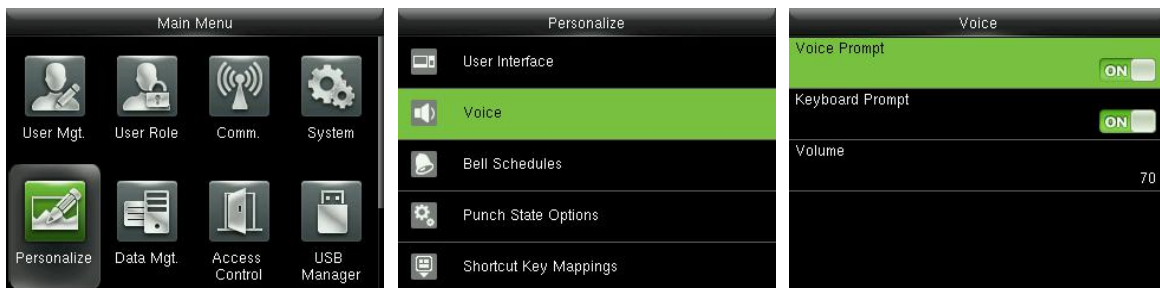 Main Menu
User Mgt.
User Role
Comm.
System
Personalize
Data Mgt.
Access
Control
USB
Manager
Personalize
User Interface
Voice
Bell Schedules
Punch State Options
Shortcut Key Mappings
Voice
Voice Prompt
ON
Keyboard Prompt
ON
Volume
70